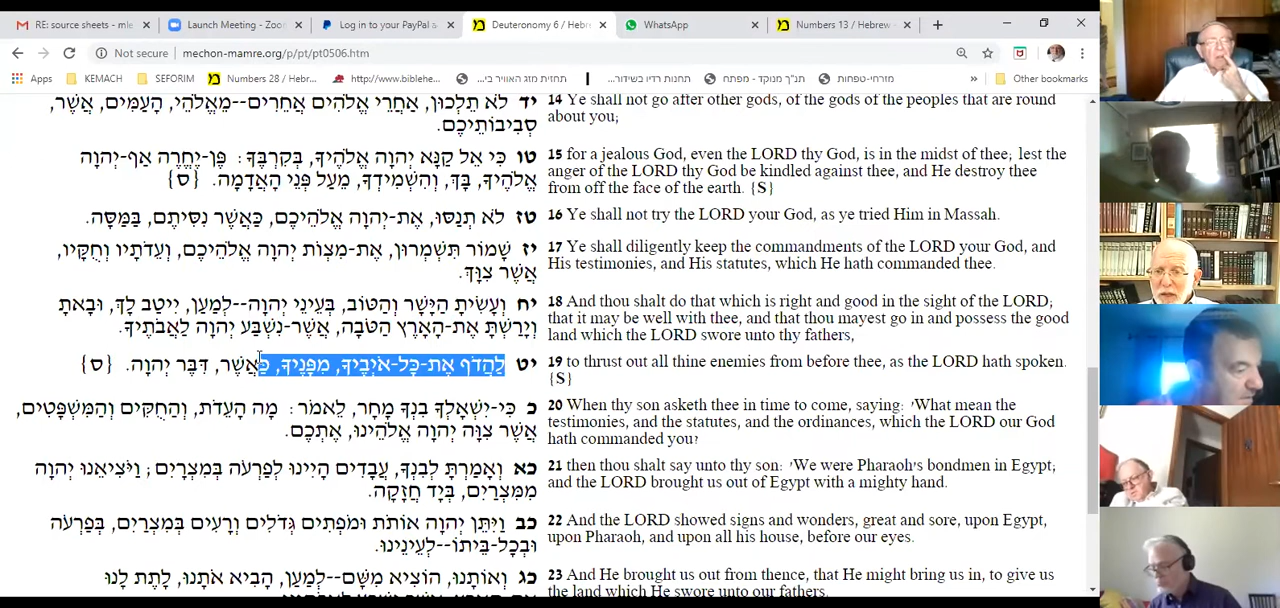 RE: source sheets - mle
Launch Meeting - Zoo
Log in to your PayPal a
Deuteronomy 6 / Hebre
WhatsApp
Numbers 13 / Hebrew -
Not secure
mechon-mamre.org/p/pt/pt0506.htm
Apps
KEMACH
SEFORIM
Numbers 28 / Hebr...
http://www.biblehe...
תחזית מזג האוויר בי...
תחנות רדיו בשידור...
תנ"ך מנוקד - מפתח
מזרחי-טפחות
»
Other bookmarks
יד לֹא תֵלְכוּן, אַחֲרֵי אֱלֹהִים אֲחֵרִים--מֵאֱלֹהֵי, הָעַמִּים, אֲשֶׁר,
סְבִיבוֹתֵיכֶם.
14 Ye shall not go after other gods, of the gods of the peoples that are round
about you;
טו כִּי אֵל קַנָּא יְהוָה אֱלֹהֶיךָ, בְּקִרְבֶּךָ: פֶּן-יֶחֱרֶה אַף-יְהוָה
אֱלֹהֶיךָ, בָּךְ, וְהִשְׁמִידְךָ, מֵעַל פְּנֵי הָאֲדָמָה. {ס}
15 for a jealous God, even the LORD thy God, is in the midst of thee; lest the
anger of the LORD thy God be kindled against thee, and He destroy thee
from off the face of the earth. {S}
טז לֹא תְנַסּוּ, אֶת-יְהוָה אֱלֹהֵיכֶם, כַּאֲשֶׁר נִסִּיתֶם, בַּמַּסָּה.
16 Ye shall not try the LORD your God, as ye tried Him in Massah.
יז שָׁמוֹר תִּשְׁמְרוּן, אֶת-מִצְו‍ֹת יְהוָה אֱלֹהֵיכֶם, וְעֵדֹתָיו וְחֻקָּיו,
אֲשֶׁר צִוָּךְ.
17 Ye shall diligently keep the commandments of the LORD your God, and
His testimonies, and His statutes, which He hath commanded thee.
יח וְעָשִׂיתָ הַיָּשָׁר וְהַטּוֹב, בְּעֵינֵי יְהוָה--לְמַעַן, יִיטַב לָךְ, וּבָאתָ
וְיָרַשְׁתָּ אֶת-הָאָרֶץ הַטֹּבָה, אֲשֶׁר-נִשְׁבַּע יְהוָה לַאֲבֹתֶיךָ.
18 And thou shalt do that which is right and good in the sight of the LORD;
that it may be well with thee, and that thou mayest go in and possess the good
land which the LORD swore unto thy fathers,
יט לַהֲדֹף אֶת-כָּל-אֹיְבֶיךָ, מִפָּנֶיךָ, כַּאֲשֶׁר, דִּבֶּר יְהוָה. {ס}
19 to thrust out all thine enemies from before thee, as the LORD hath spoken.
{S}
כ כִּי-יִשְׁאָלְךָ בִנְךָ מָחָר, לֵאמֹר: מָה הָעֵדֹת, וְהַחֻקִּים וְהַמִּשְׁפָּטִים,
אֲשֶׁר צִוָּה יְהוָה אֱלֹהֵינוּ, אֶתְכֶם.
20 When thy son asketh thee in time to come, saying: 'What mean the
testimonies, and the statutes, and the ordinances, which the LORD our God
hath commanded you?
כא וְאָמַרְתָּ לְבִנְךָ, עֲבָדִים הָיִינוּ לְפַרְעֹה בְּמִצְרָיִם; וַיּוֹצִיאֵנוּ יְהוָה
מִמִּצְרַיִם, בְּיָד חֲזָקָה.
21 then thou shalt say unto thy son: 'We were Pharaoh's bondmen in Egypt;
and the LORD brought us out of Egypt with a mighty hand.
כב וַיִּתֵּן יְהוָה אוֹתֹת וּמֹפְתִים גְּדֹלִים וְרָעִים בְּמִצְרַיִם, בְּפַרְעֹה
וּבְכָל-בֵּיתוֹ--לְעֵינֵינוּ.
22 And the LORD showed signs and wonders, great and sore, upon Egypt,
upon Pharaoh, and upon all his house, before our eyes.
כג וְאוֹתָנוּ, הוֹצִיא מִשָּׁם--לְמַעַן, הָבִיא אֹתָנוּ, לָתֶת לָנוּ
23 And He brought us out from thence, that He might bring us in, to give us
the land which He swore unto our fathers.